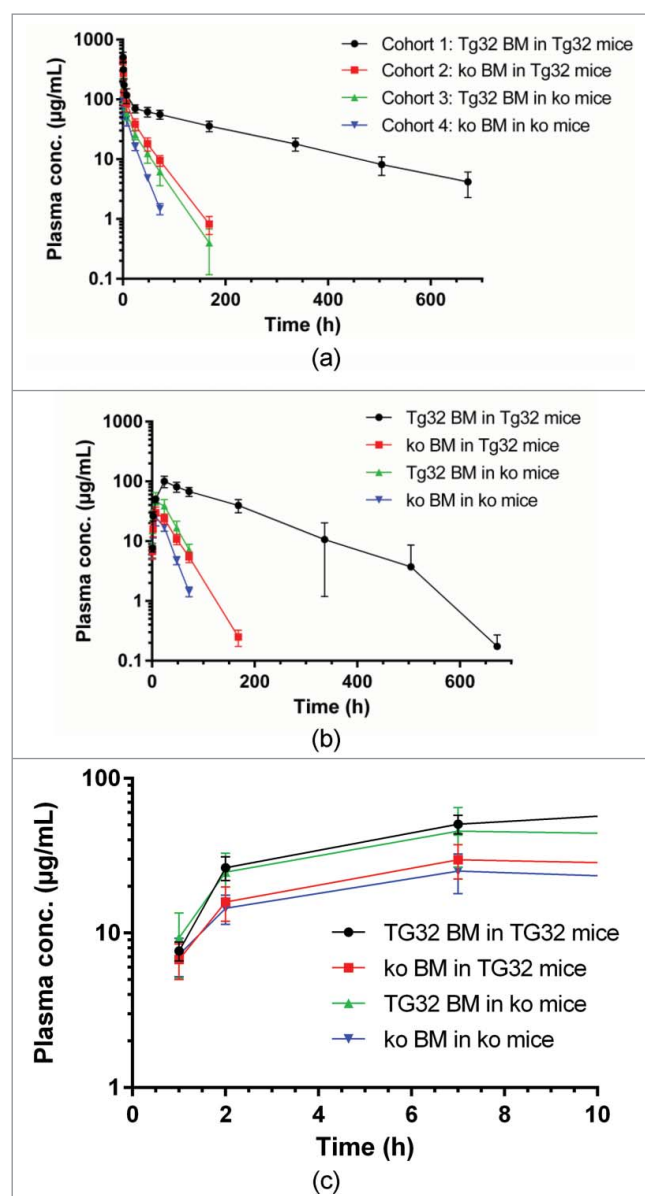 1000
100
10
1
0.1
Plasma conc. (µg/mL)
Cohort 1: Tg32 BM in Tg32 mice
Cohort 2: ko BM in Tg32 mice
Cohort 3: Tg32 BM in ko mice
Cohort 4: ko BM in ko mice
0
200
400
600
Time (h)
(a)
1000
100
10
1
0.1
Plasma conc. (µg/mL)
Tg32 BM in Tg32 mice
ko BM in Tg32 mice
Tg32 BM in ko mice
ko BM in ko mice
0
200
400
600
Time (h)
(b)
100
10
1
Plasma conc. (µg/mL)
TG32 BM in TG32 mice
ko BM in TG32 mice
TG32 BM in ko mice
ko BM in ko mice
0
2
4
6
8
10
Time (h)
(c)